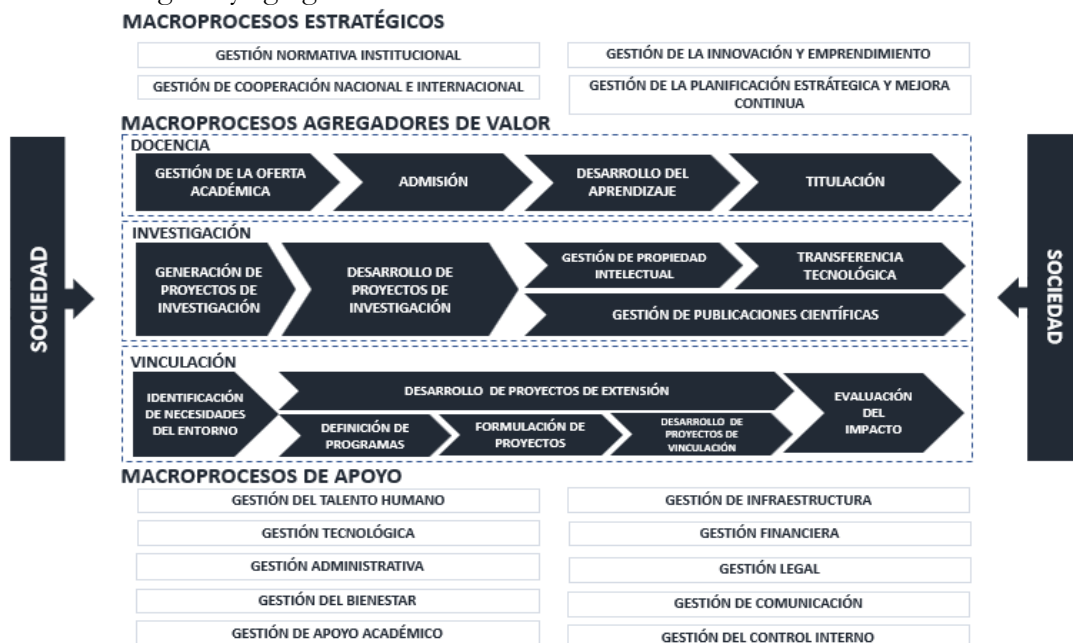 MACROPROCESOS ESTRATÉGICOS
GESTIÓN NORMATIVA INSTITUCIONAL
GESTIÓN DE LA INNOVACIÓN Y EMPRENDIMIENTO
GESTIÓN DE COOPERACIÓN NACIONAL E INTERNACIONAL
GESTIÓN DE LA PLANIFICACIÓN ESTRÁTEGICA Y MEJORA
CONTINUA
MACROPROCESOS AGREGADORES DE VALOR
SOCIEDAD
DOCENCIA
GESTIÓN DE LA OFERTA
ACADÉMICA
ADMISIÓN
DESARROLLO DEL
APRENDIZAJE
TITULACIÓN
INVESTIGACIÓN
GENERACIÓN DE
PROYECTOS DE
INVESTIGACIÓN
DESARROLLO DE
PROYECTOS DE
INVESTIGACIÓN
GESTIÓN DE PROPIEDAD
INTELECTUAL
TRANSFERENCIA
TECNOLÓGICA
GESTIÓN DE PUBLICACIONES CIENTÍFICAS
VINCULACIÓN
IDENTIFICACIÓN
DE NECESIDADES
DEL ENTORNO
DESARROLLO DE PROYECTOS DE EXTENSIÓN
DEFINICIÓN DE
PROGRAMAS
FORMULACIÓN DE
PROYECTOS
DESARROLLO DE
PROYECTOS DE
VINCULACIÓN
EVALUACIÓN
DEL
IMPACTO
SOCIEDAD
MACROPROCESOS DE APOYO
GESTIÓN DEL TALENTO HUMANO
GESTIÓN DE INFRAESTRUCTURA
GESTIÓN TECNOLÓGICA
GESTIÓN FINANCIERA
GESTIÓN ADMINISTRATIVA
GESTIÓN LEGAL
GESTIÓN DEL BIENESTAR
GESTIÓN DE COMUNICACIÓN
GESTIÓN DE APOYO ACADÉMICO
GESTIÓN DEL CONTROL INTERNO